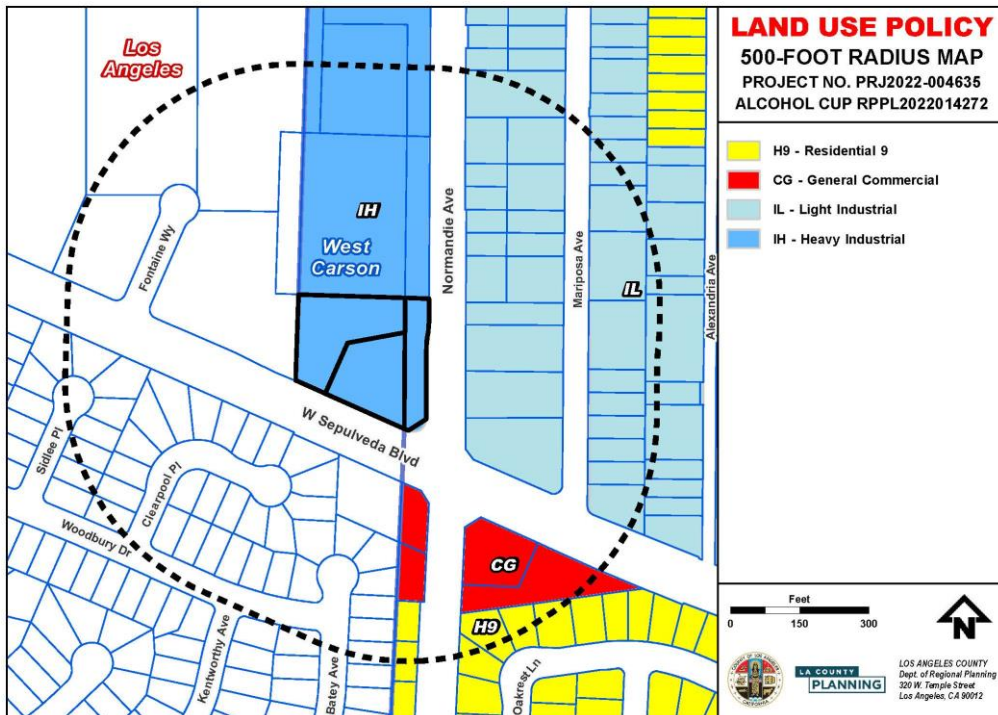 LAND USE POLICY
500-FOOT RADIUS MAP
PROJECT NO. PRJ2022-004635
ALCOHOL CUP RPPL2022014272
H9 - Residential 9
CG - General Commercial
IL - Light Industrial
IH - Heavy Industrial
Los
Angeles
IH
West
Carson
Fontaine Wy
Normandie Ave
Mariposa Ave
IL
Alexandria Ave
W Sepulveda Blvd
Sidlee Pl
Clearpool Pl
Woodbury Dr
Kentworthy Ave
Batey Ave
CG
H9
Oakrest Ln
Feet
0 150 300
N
LA COUNTY
PLANNING
LOS ANGELES COUNTY
Dept. of Regional Planning
320 W. Temple Street
Los Angeles, CA 90012